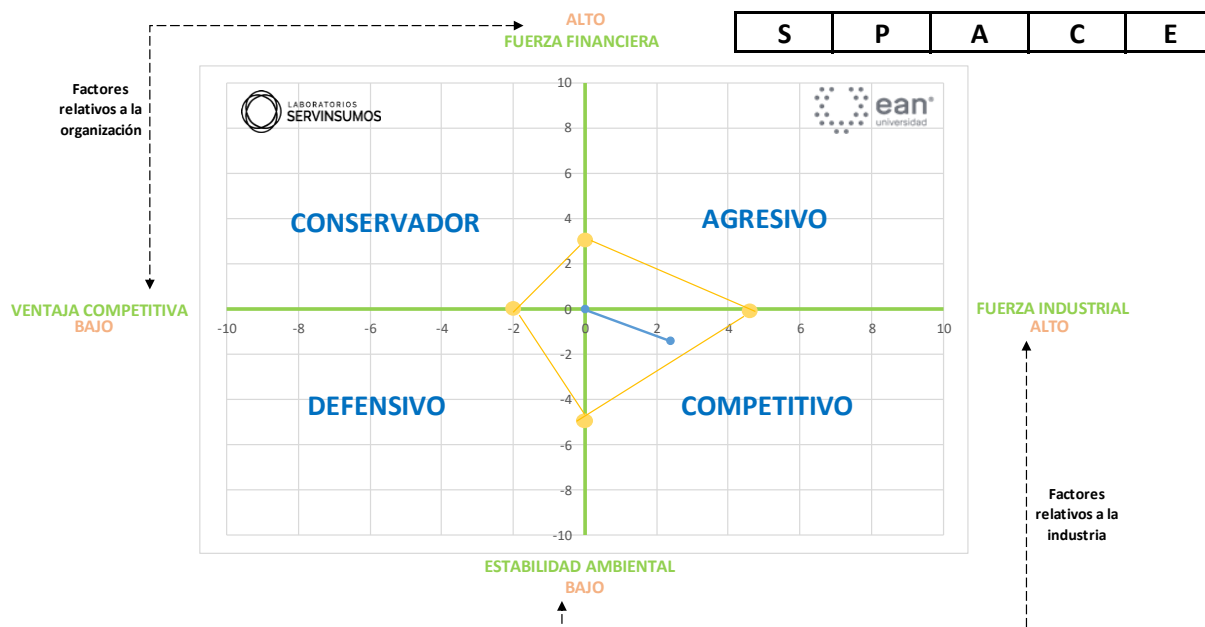 ALTO
FUERZA FINANCIERA
S P A C E
Factores
relativos a la
organización
LABORATORIOS
SERVINSUMOS
ean®
universidad
10
8
6
4
2
0
-2
-4
-6
-8
-10
CONSERVADOR
AGRESIVO
VENTAJA COMPETITIVA
BAJO
-10 -8 -6 -4 -2 0 2 4 6 8 10
FUERZA INDUSTRIAL
ALTO
DEFENSIVO
COMPETITIVO
Factores
relativos a la
industria
ESTABILIDAD AMBIENTAL
BAJO